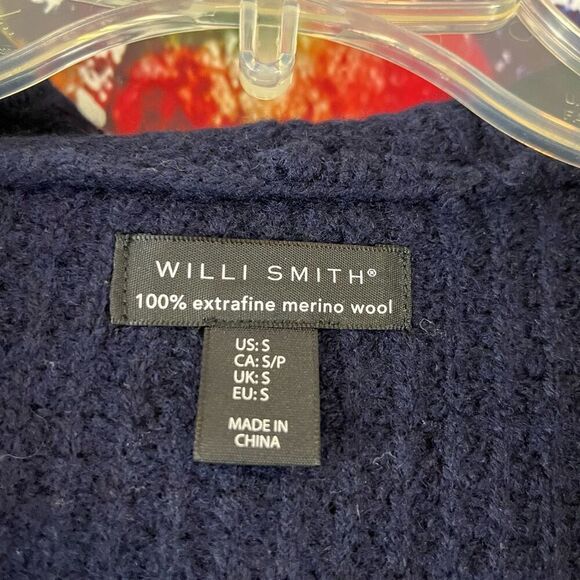 WILLI SMITH®
100% extrafine merino wool
US: S
CA: S/P
UK: S
EU: S
MADE IN
CHINA